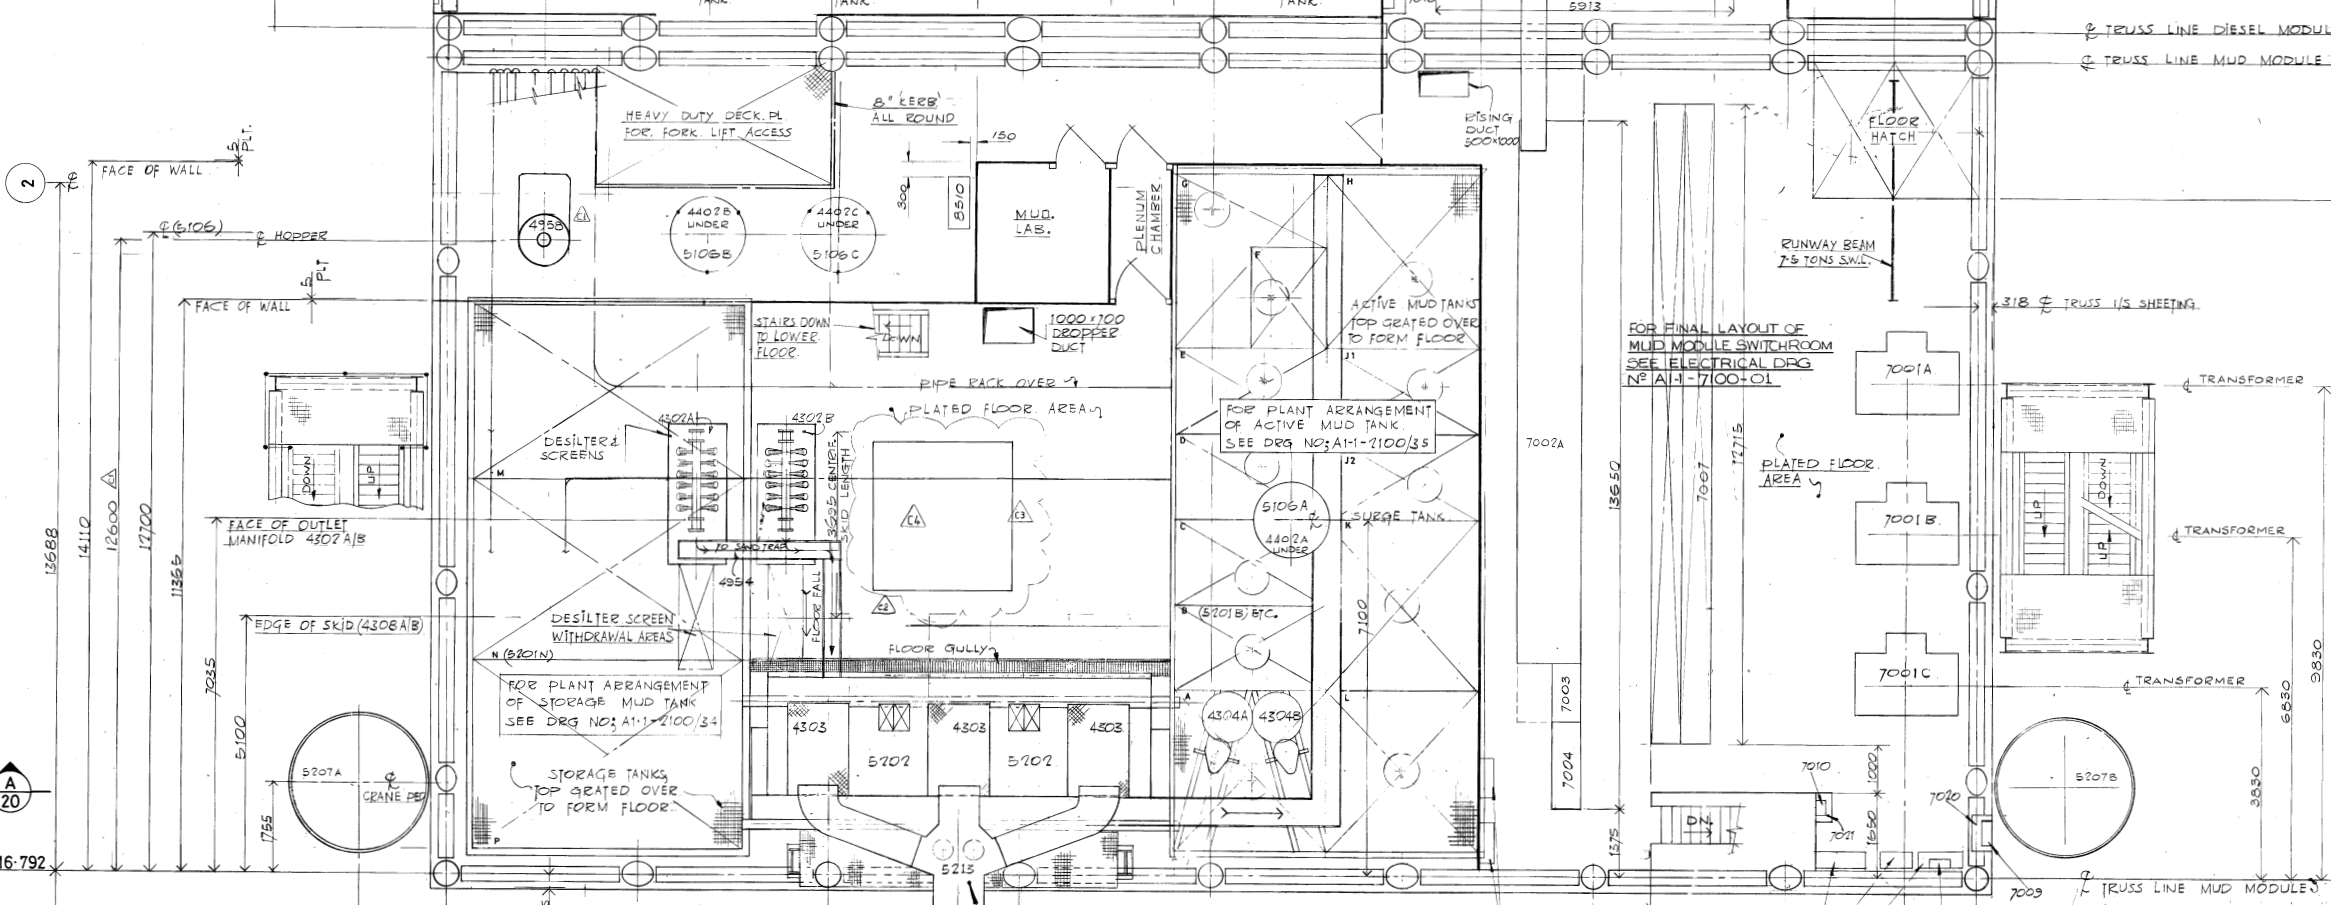 TANK.
TANK.
TANK.
5913
℄ TRUSS LINE DIESEL MODUL
℄ TRUSS LINE MUD MODULE
HEAVY DUTY DECK. PL
FOR. FORK. LIFT ACCESS
8" KERB
ALL ROUND
150
300
8510
RISING
DUCT
500x1000
FLOOR
HATCH
5
PLT.
FACE OF WALL
2
℄
℄ (5106)
℄ HOPPER
4958
C1
4402B
UNDER
5106B
4402C
UNDER
5106C
MUD.
LAB.
PLENUM
CHAMBER
G
H
F
RUNWAY BEAM
7·5 TONS S.W.L.
5
PLT
FACE OF WALL
STAIRS DOWN
TO LOWER
FLOOR.
DOWN
1000 x 700
DROPPER
DUCT
ACTIVE MUD TANKS
TOP GRATED OVER
TO FORM FLOOR
318 ℄ TRUSS I/S SHEETING
FOR FINAL LAYOUT OF
MUD MODULE SWITCHROOM
SEE ELECTRICAL DRG
Nº A1-1-7100-01
E
J1
7001A
℄ TRANSFORMER
PIPE RACK OVER
PLATED FLOOR AREA
4302A
4302B
DESILTER &
SCREENS
FOR PLANT ARRANGEMENT
OF ACTIVE MUD TANK.
SEE DRG NO; A1-1-2100/35
D
J2
7002A
13650
7007
12715
PLATED FLOOR
AREA
DOWN
UP
M
3695 CENTRIF.
SKID LENGTH
C4
C3
5106A
℄
4402A
UNDER
C
K
SURGE TANK
7001B
℄ TRANSFORMER
UP
DOWN
UP
13688
14110
12600
C1
12700
11365
FACE OF OUTLET
MANIFOLD 4302 A/B
TO SANDTRAP
4954
FLOOR FALL
C2
EDGE OF SKID (4308 A/B)
DESILTER SCREEN
WITHDRAWAL AREAS
B
(5201B) ETC.
7100
7035
5100
N (5201N)
FLOOR GULLY
7001C
℄ TRANSFORMER
9830
6830
3830
FOR PLANT ARRANGEMENT
OF STORAGE MUD TANK
SEE DRG NO; A1-1-2100/34
A
L
4303
4303
4303
4304A
4304B
5202
5202
7003
7004
STORAGE TANKS,
TOP GRATED OVER
TO FORM FLOOR.
P
5207A
℄
CRANE PED
1755
A
20
16·792
7010
1000
7020
5207B
DN.
7021
1650
1375
5213
7009
℄ TRUSS LINE MUD MODULE